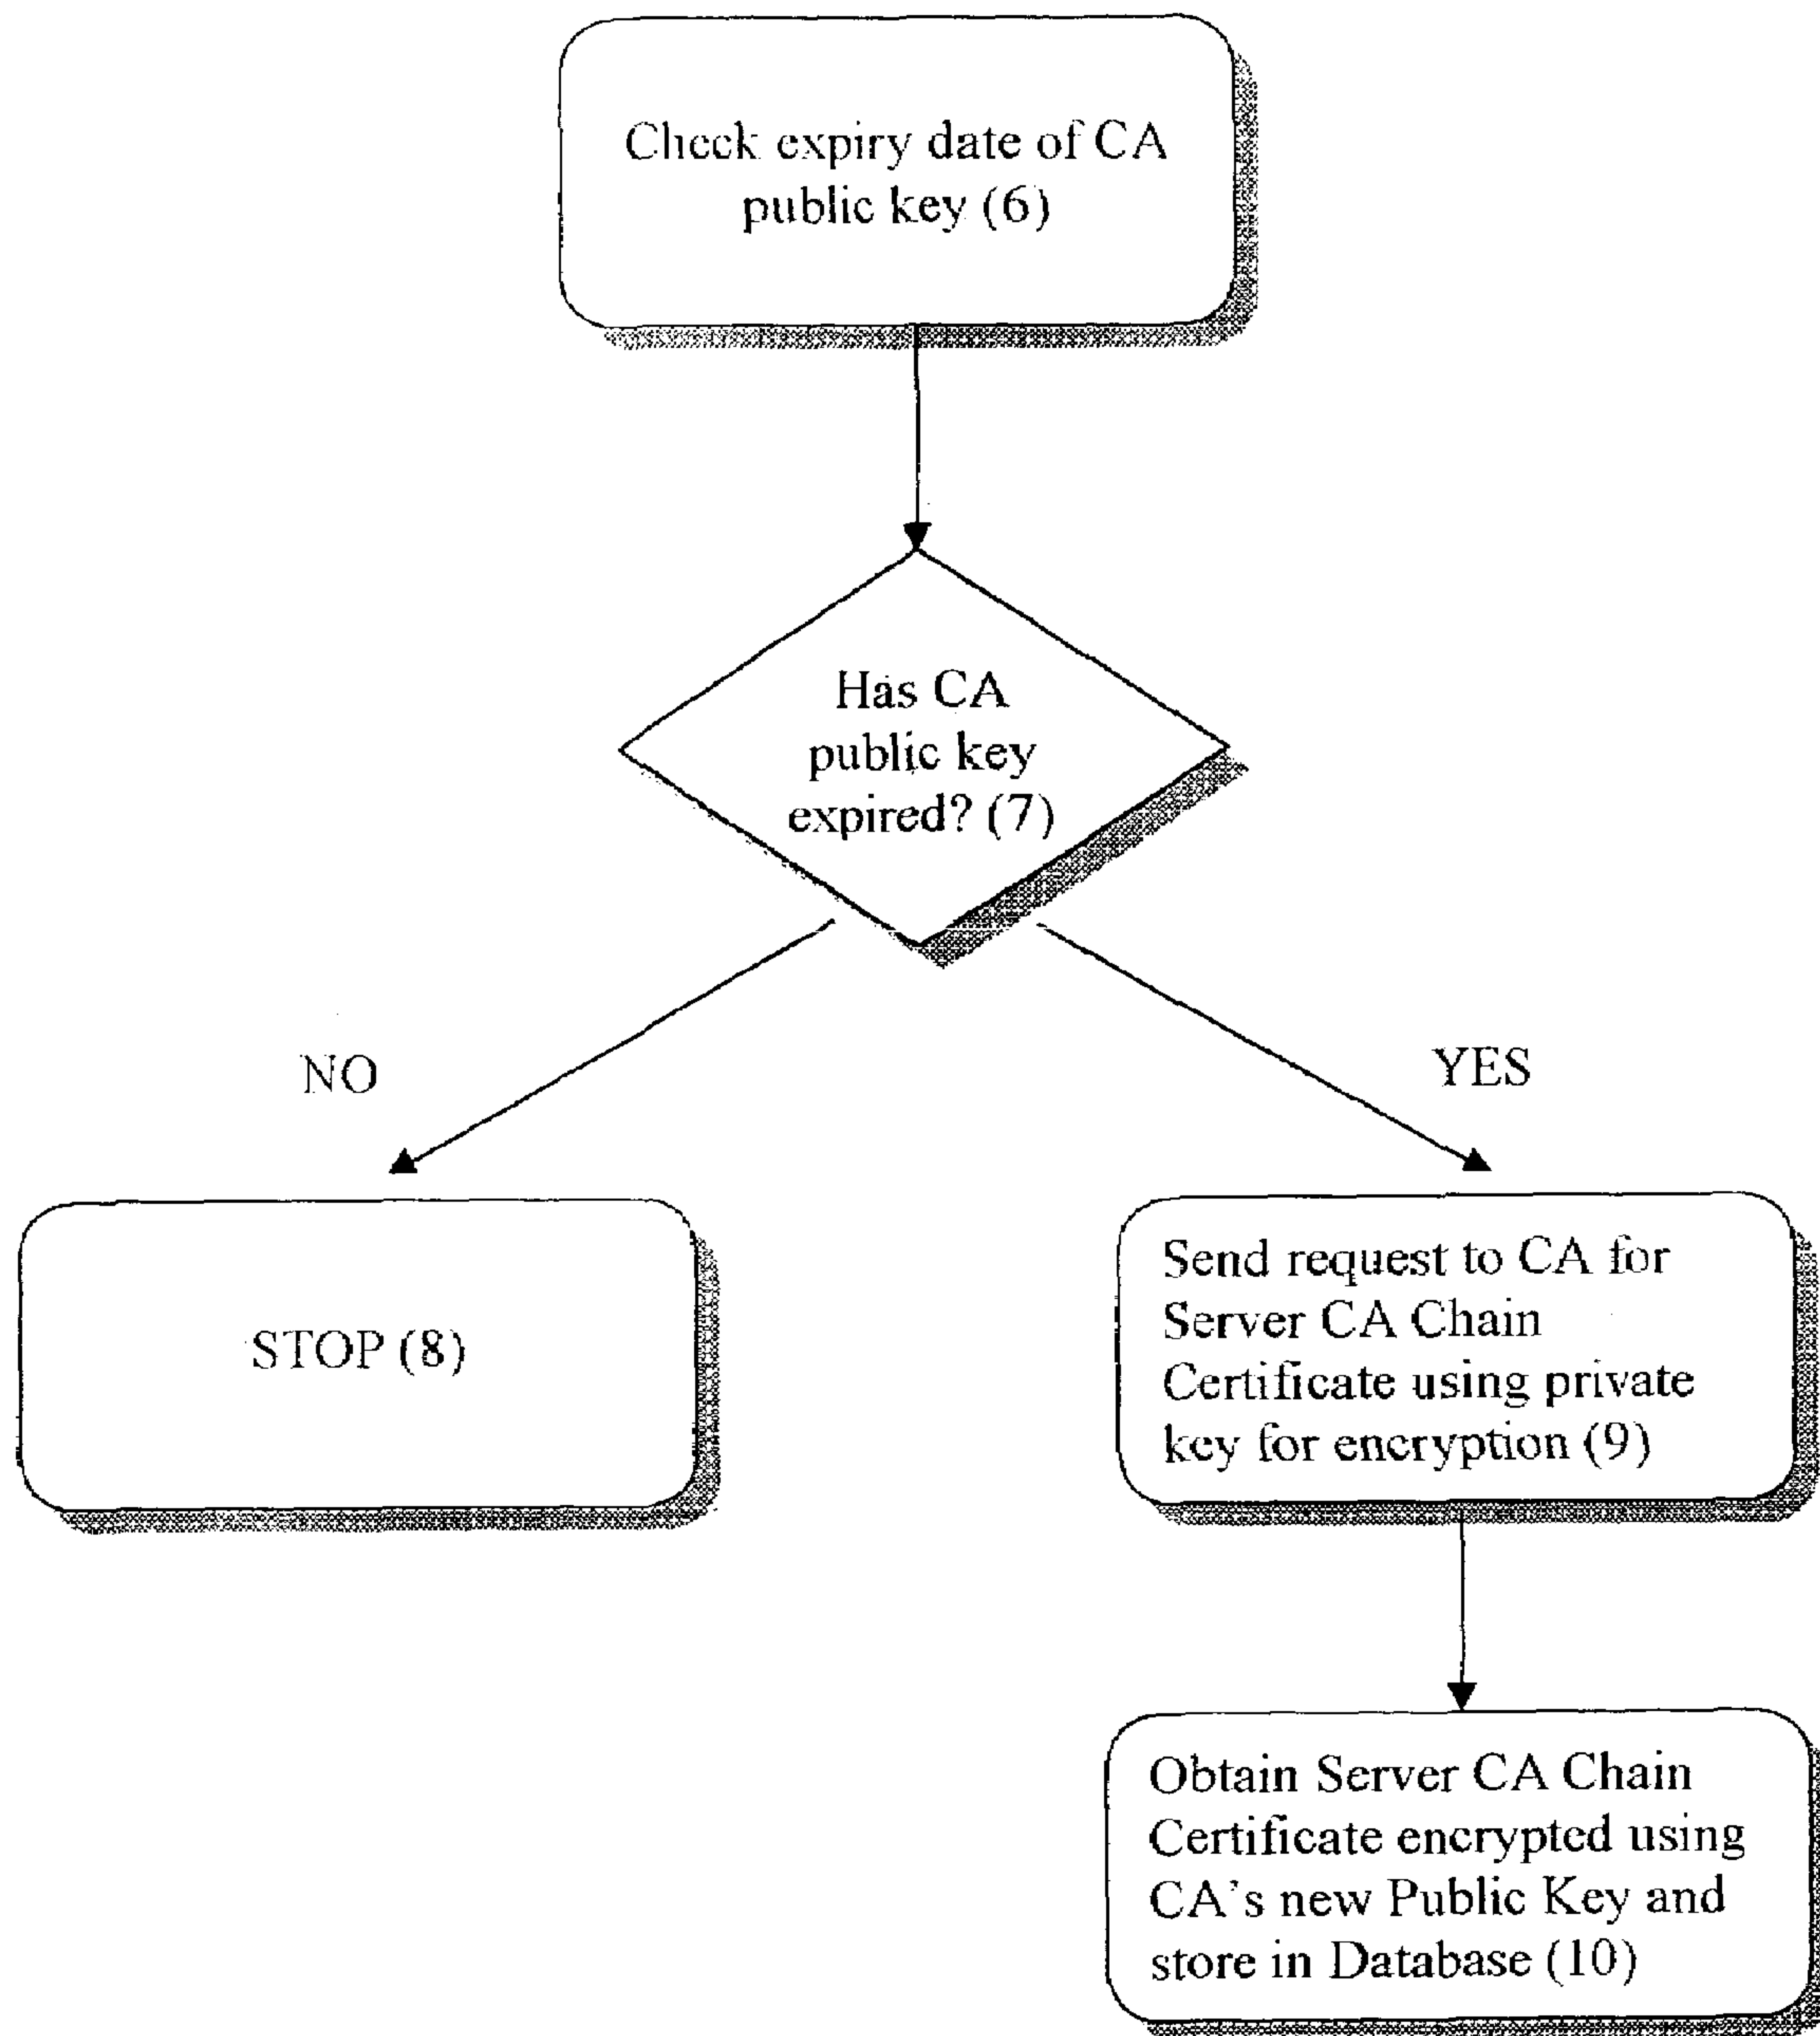 Check expiry date of CA
public key (6)
Has CA
public key
expired? (7)
NO
YES
STOP (8)
Send request to CA for
Server CA Chain
Certificate using private
key for encryption (9)
Obtain Server CA Chain
Certificate encrypted using
CA's new Public Key and
store in Database (10)